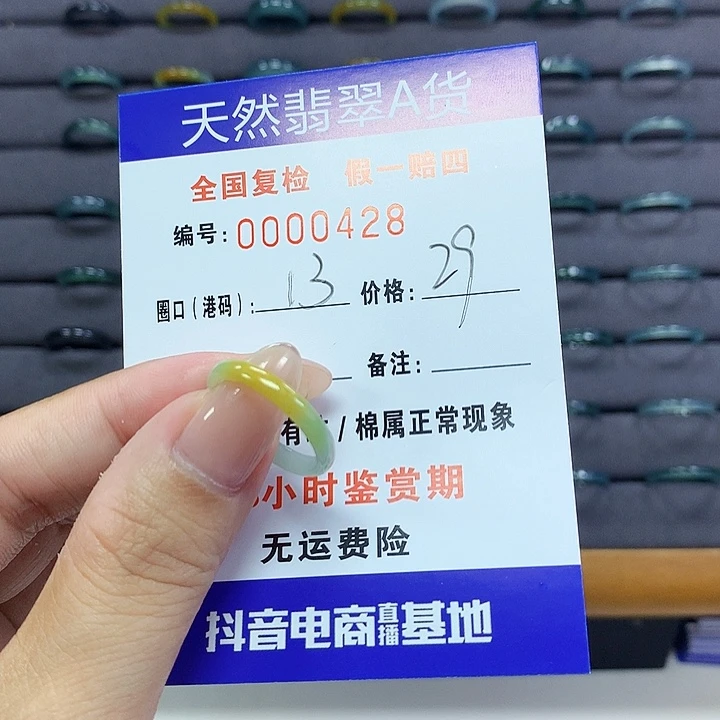 天然翡翠A货
全国复检 假一赔四
编号:0000428
圈口(港码):13 价格:29
备注:
有 / 棉属正常现象
小时鉴赏期
无运费险
抖音电商直播基地